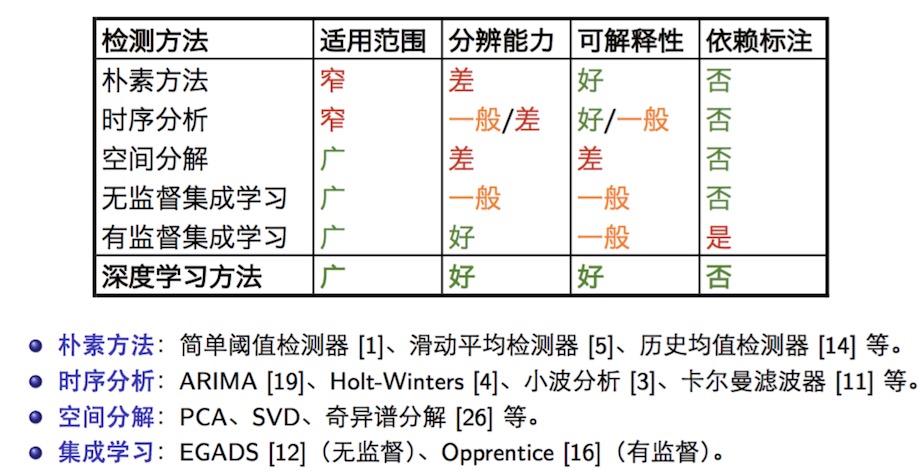 检测方法 适用范围 分辨能力 可解释性 依赖标注
朴素方法 窄 差 好 否
时序分析 窄 一般/差 好/一般 否
空间分解 广 差 差 否
无监督集成学习 广 一般 一般 否
有监督集成学习 广 好 一般 是
深度学习方法 广 好 好 否
朴素方法：简单阈值检测器 [1]、滑动平均检测器 [5]、历史均值检测器 [14] 等。
时序分析：ARIMA [19]、Holt-Winters [4]、小波分析 [3]、卡尔曼滤波器 [11] 等。
空间分解：PCA、SVD、奇异谱分解 [26] 等。
集成学习：EGADS [12]（无监督）、Opprentice [16]（有监督）。